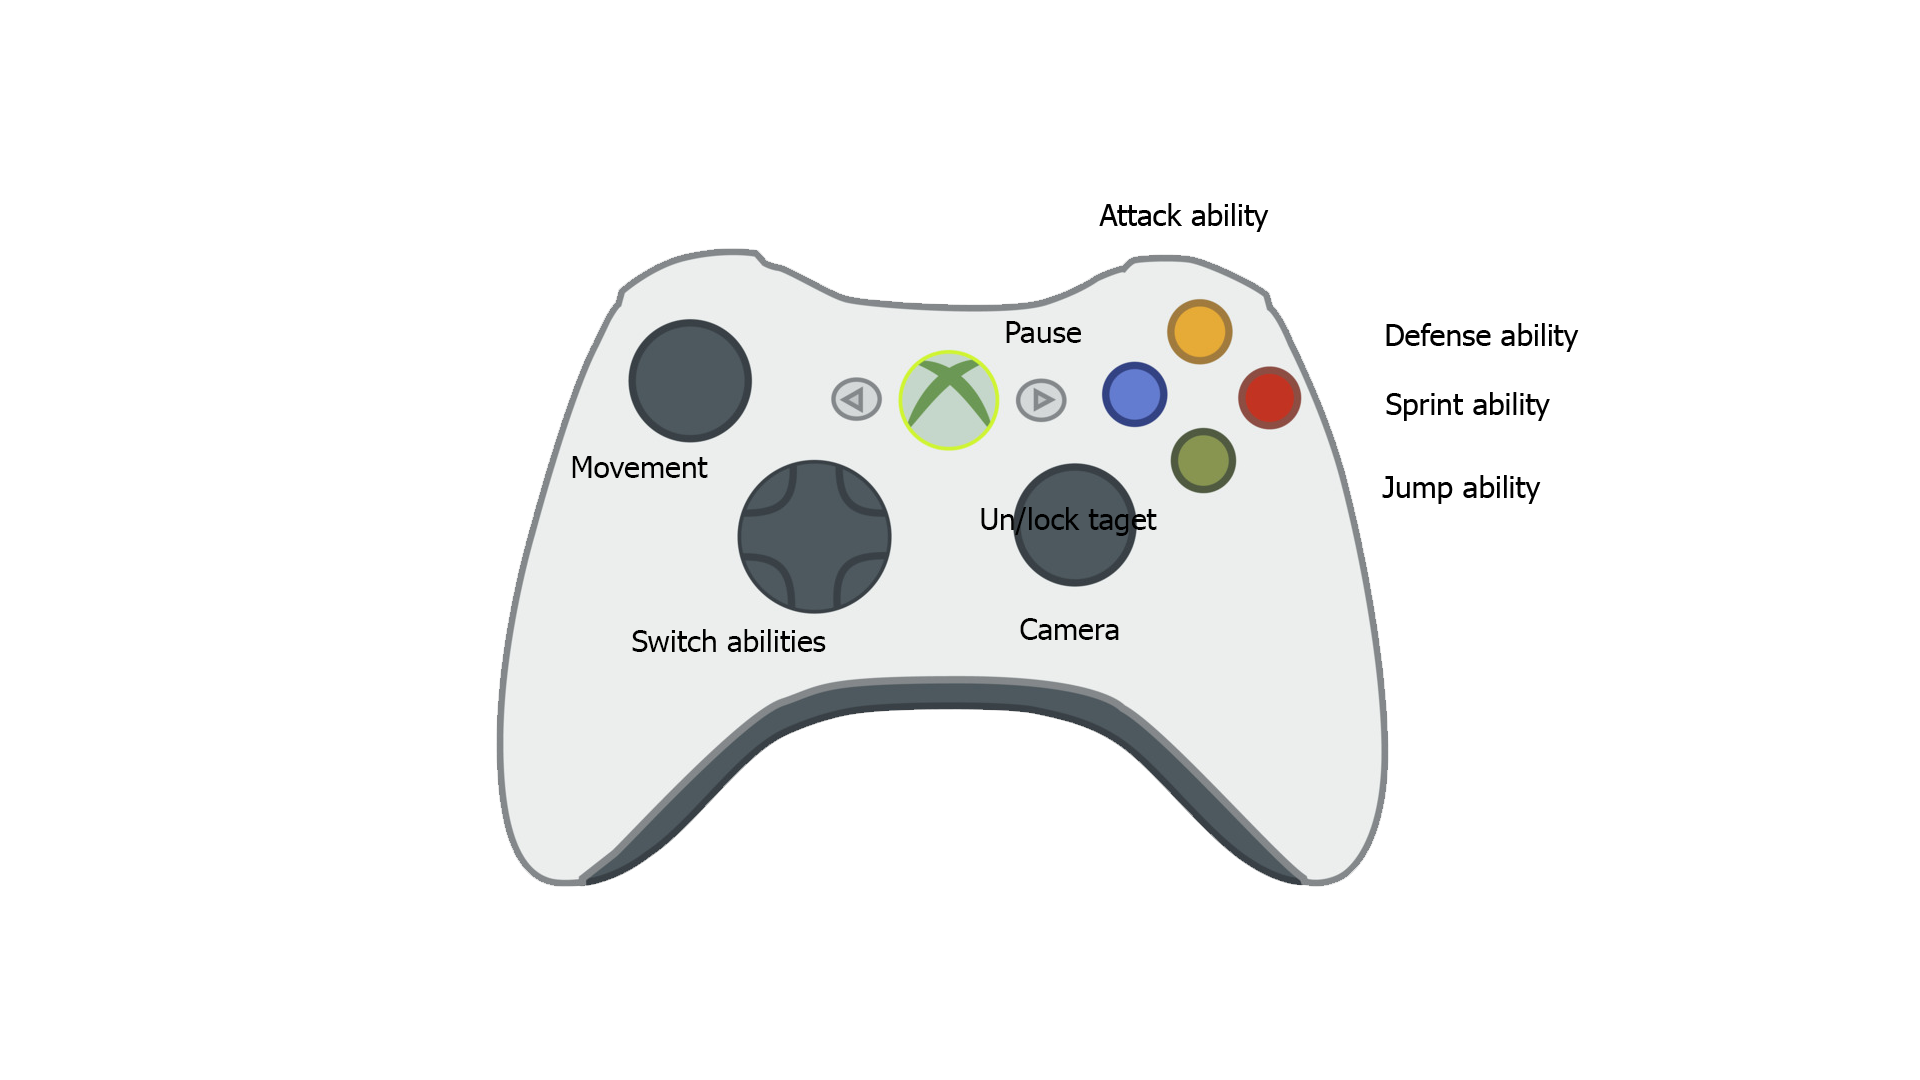 Attack ability
Pause
Defense ability
Sprint ability
Movement
Jump ability
Un/lock taget
Switch abilities
Camera